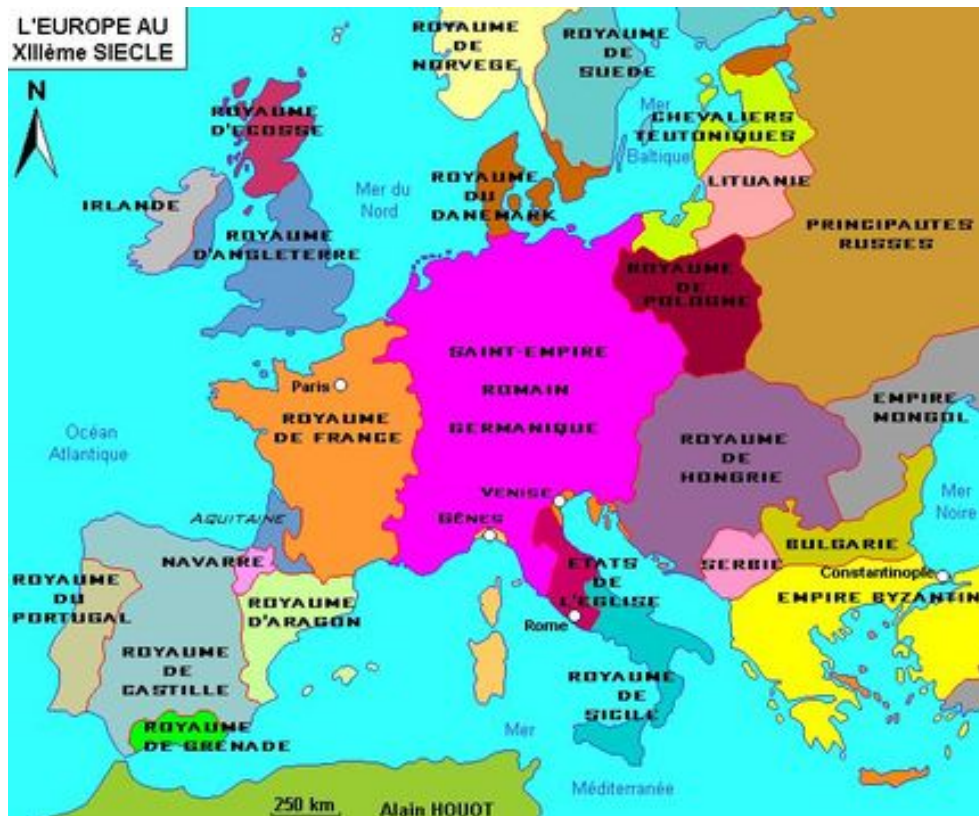 L'EUROPE AU
XIIIème SIECLE
N
ROYAUME
DE
NORVEGE
ROYAUME
DE
SUEDE
ROYAUME
D'ECOSSE
Mer
Baltique
CHEVALIERS
TEUTONIQUES
IRLANDE
Mer du
Nord
ROYAUME
DU
DANEMARK
LITUANIE
ROYAUME
D'ANGLETERRE
PRINCIPAUTES
RUSSES
ROYAUME
DE
POLOGNE
SAINT-EMPIRE
ROMAIN
GERMANIQUE
Paris
ROYAUME
DE FRANCE
EMPIRE
MONGOL
Océan
Atlantique
ROYAUME
DE
HONGRIE
Mer
Noire
VENISE
GÊNES
AQUITAINE
NAVARRE
BULGARIE
SERBIE
Constantinople
EMPIRE BYZANTIN
ROYAUME
DU
PORTUGAL
ROYAUME
D'ARAGON
ETATS
DE
L'EGLISE
Rome
ROYAUME
DE
CASTILLE
ROYAUME
DE
SICILE
ROYAUME
DE GRENADE
Mer
Méditerranée
250 km
Alain HOUOT